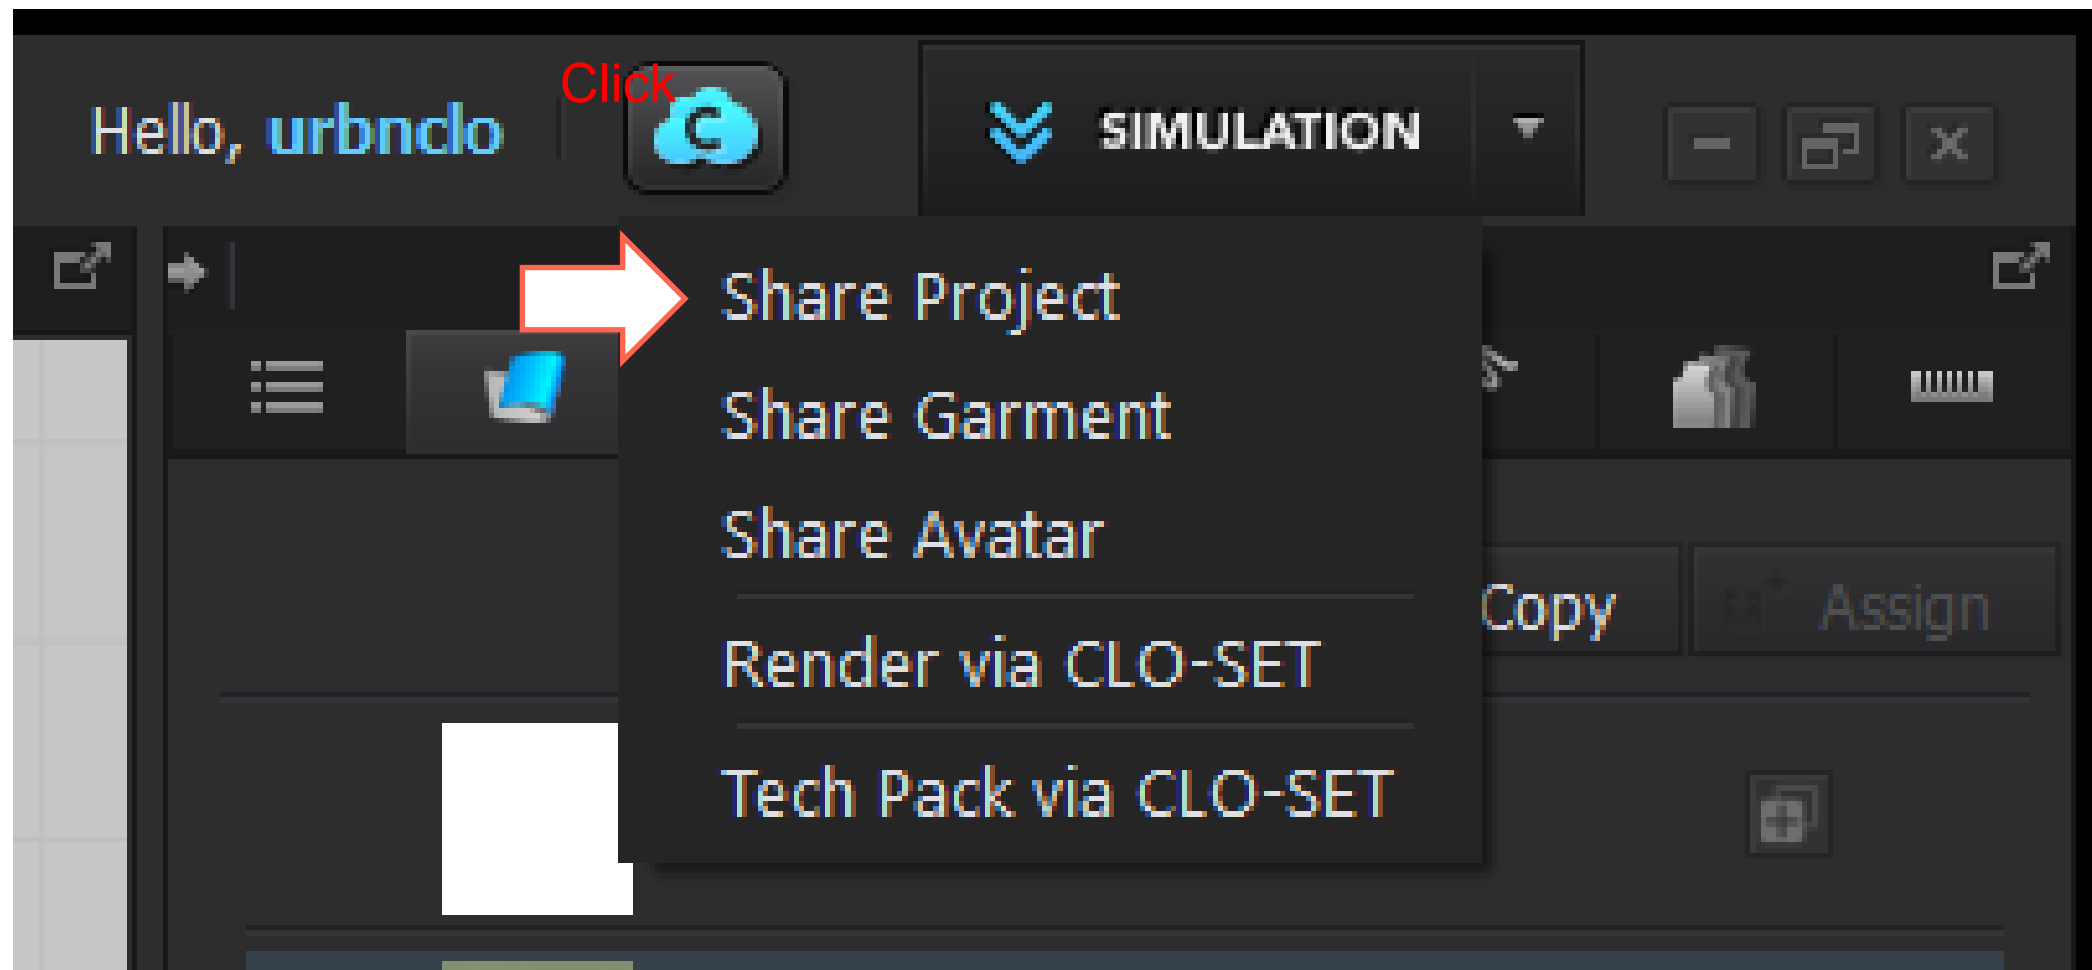 Click
Hello, urbnclo
SIMULATION
Share Project
Share Garment
Share Avatar
Copy
Assign
Render via CLO-SET
Tech Pack via CLO-SET